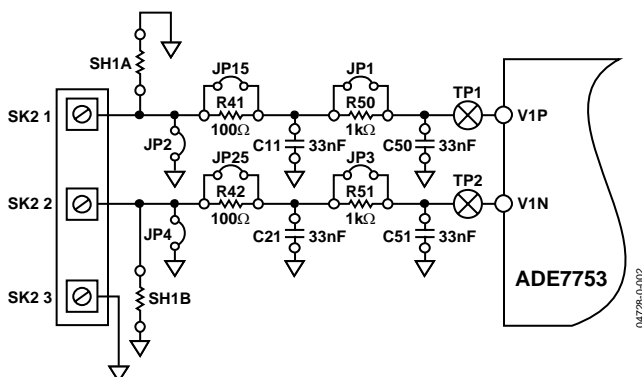 SH1A
SK2 1
JP15
R41
100Ω
JP2
C11
33nF
JP1
R50
1kΩ
C50
33nF
TP1
V1P
SK2 2
JP25
R42
100Ω
JP4
C21
33nF
JP3
R51
1kΩ
C51
33nF
TP2
V1N
SK2 3
SH1B
ADE7753
04728-0-002